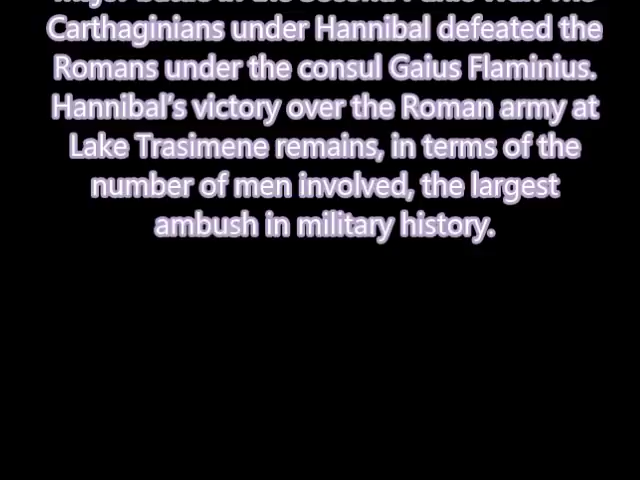 Carthaginians under Hannibal defeated the
Romans under the consul Gaius Flaminius.
Hannibal’s victory over the Roman army at
Lake Trasimene remains, in terms of the
number of men involved, the largest
ambush in military history.